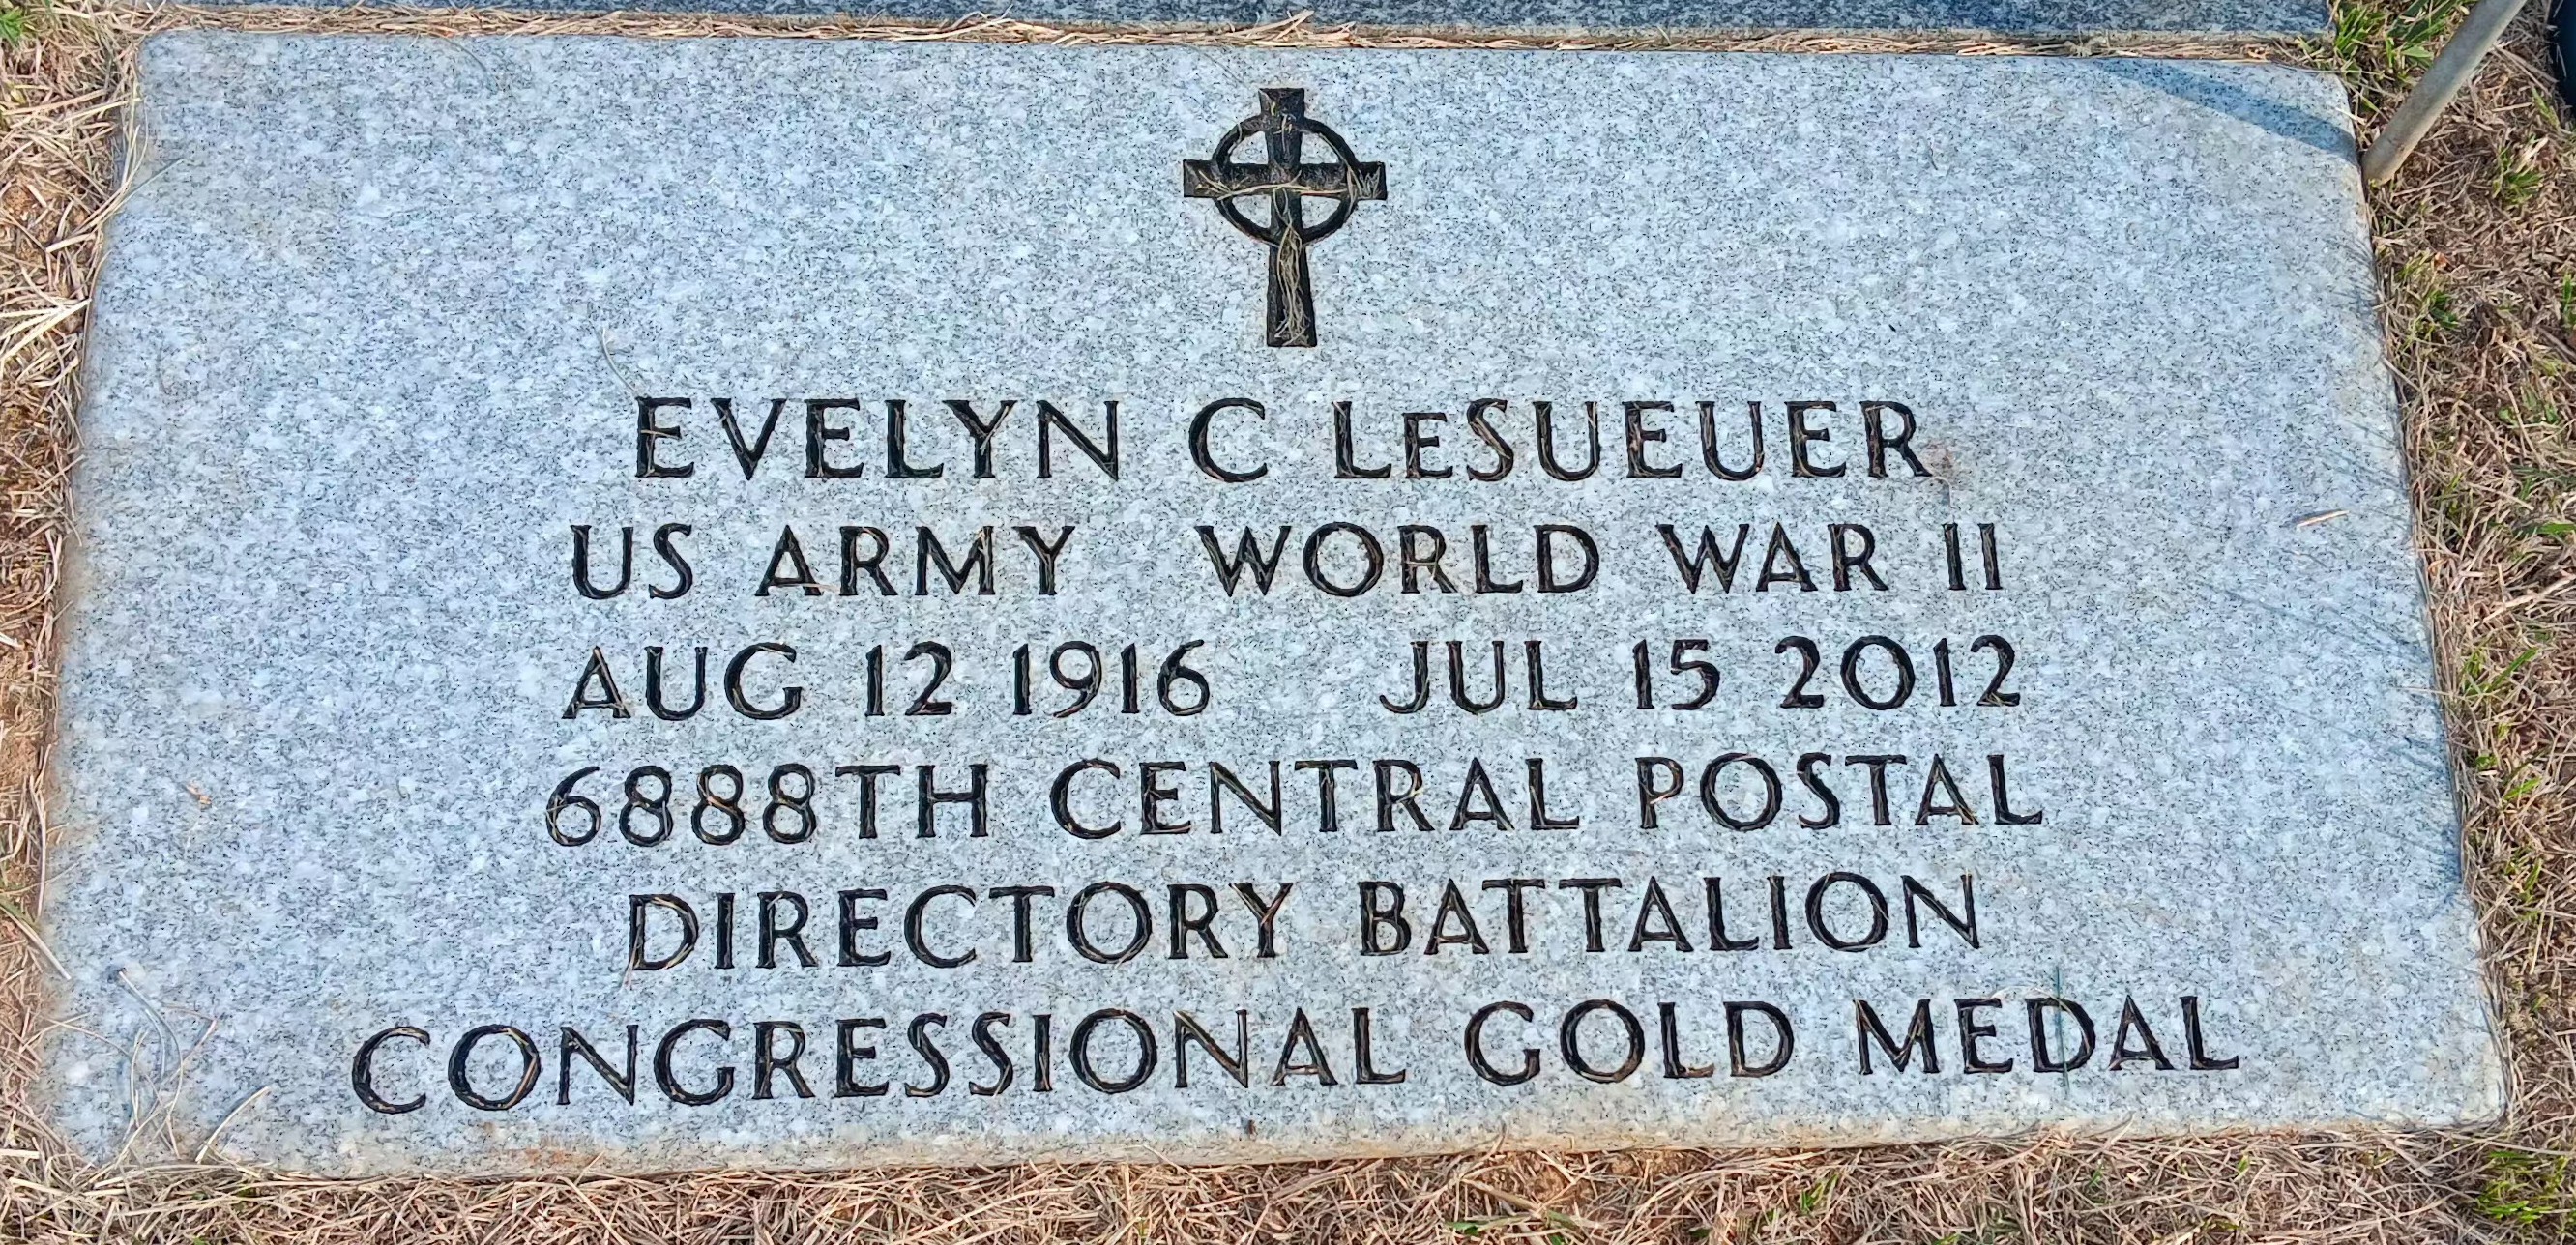 EVELYN C LeSUEUER
US ARMY WORLD WAR II
AUG 12 1916 JUL 15 2012
6888TH CENTRAL POSTAL
DIRECTORY BATTALION
CONGRESSIONAL GOLD MEDAL